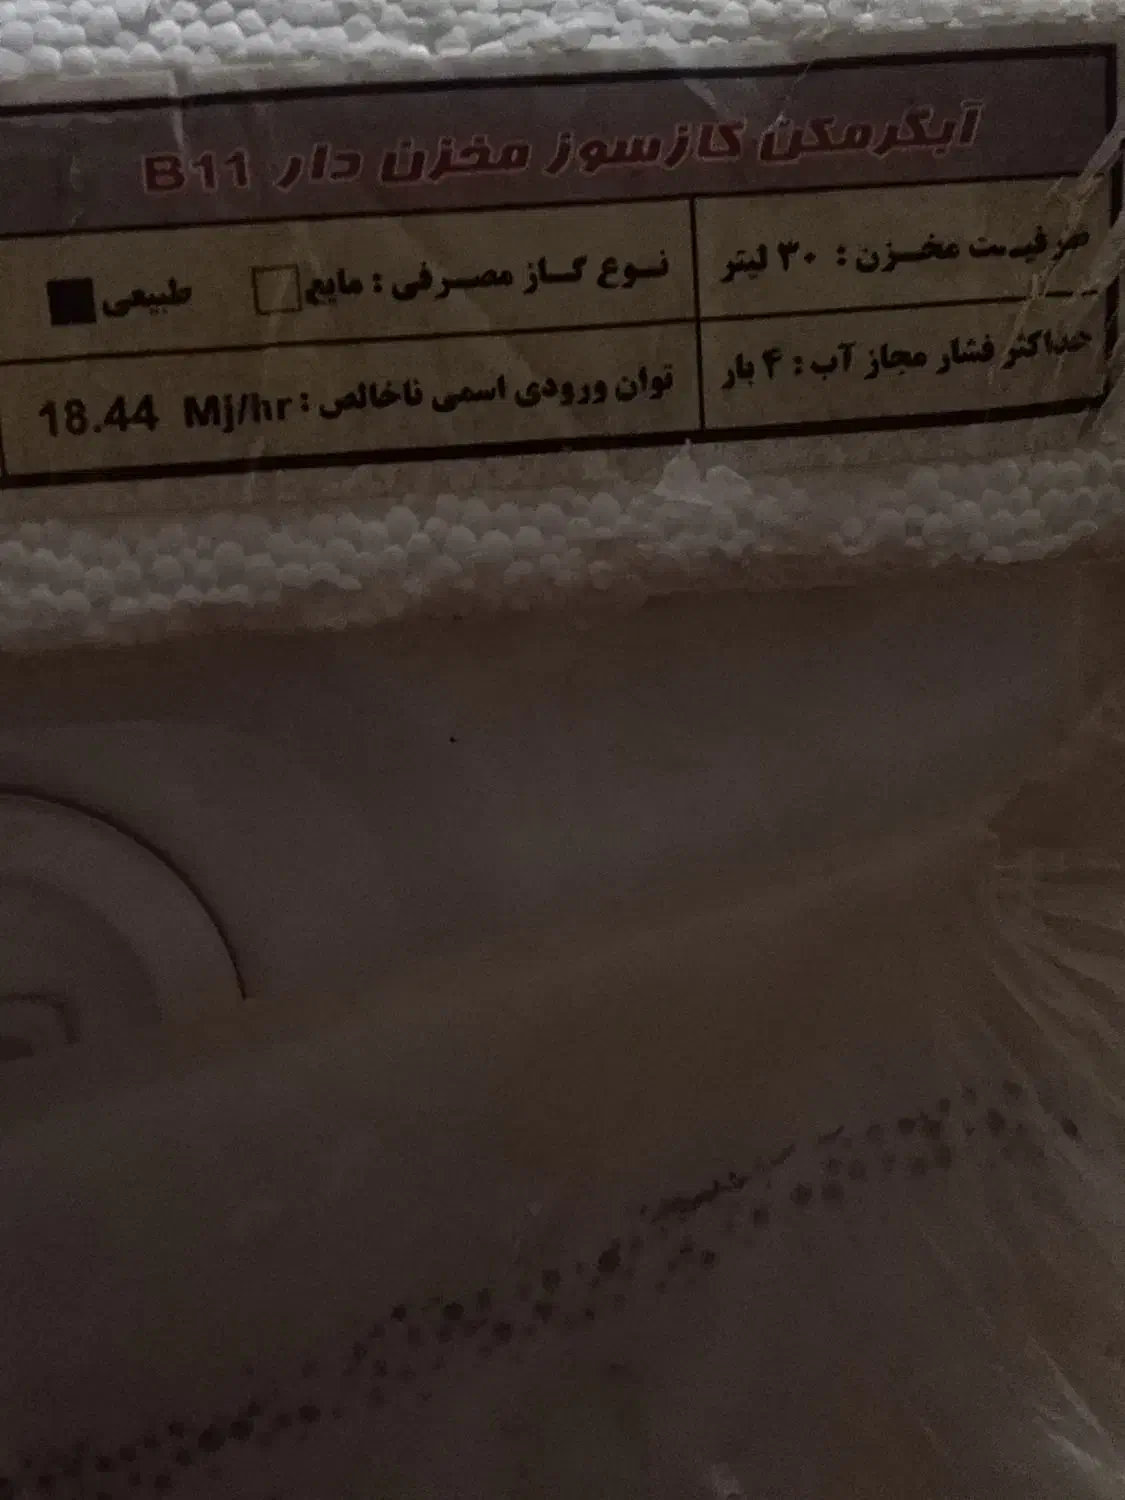 آبگرمکن گازسوز مخزن دار B11
ظرفیت مخزن : ۳۰ لیتر
نوع گاز مصرفی : مایع طبیعی
حداکثر فشار مجاز آب : ۴ بار
توان ورودی اسمی ناخالص : 18.44 Mj/hr